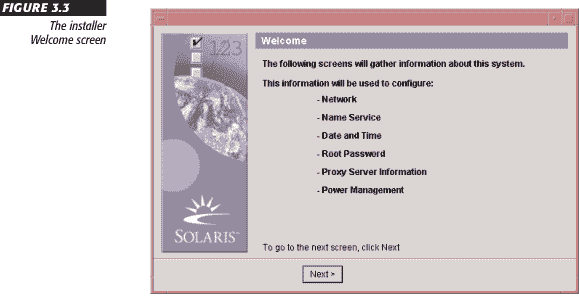 FIGURE 3.3
The installer
Welcome screen
123
Welcome
The following screens will gather information about this system.
This information will be used to configure:
- Network
- Name Service
- Date and Time
- Root Password
- Proxy Server Information
- Power Management
SOLARIS™
To go to the next screen, click Next
Next >